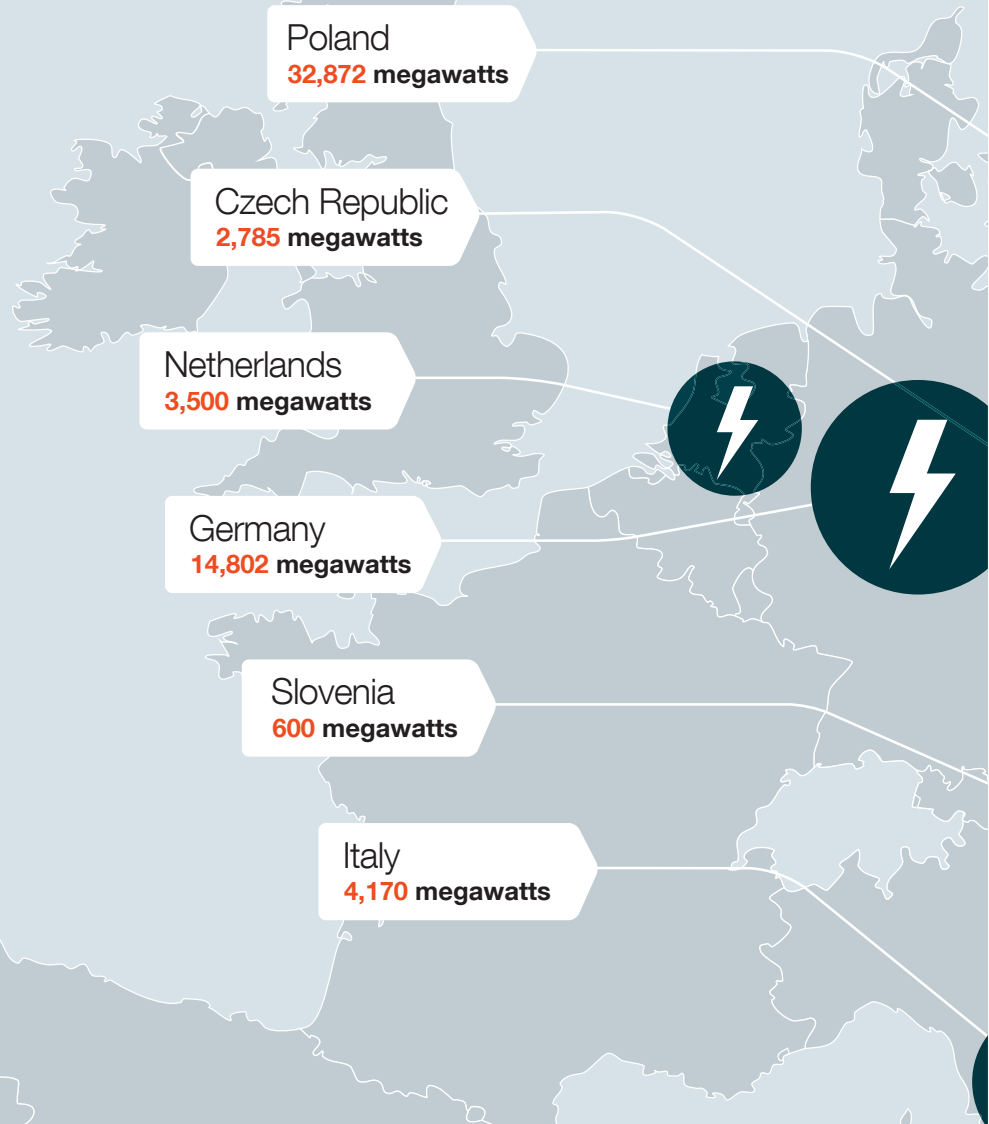 Poland
32,872 megawatts
Czech Republic
2,785 megawatts
Netherlands
3,500 megawatts
Germany
14,802 megawatts
Slovenia
600 megawatts
Italy
4,170 megawatts